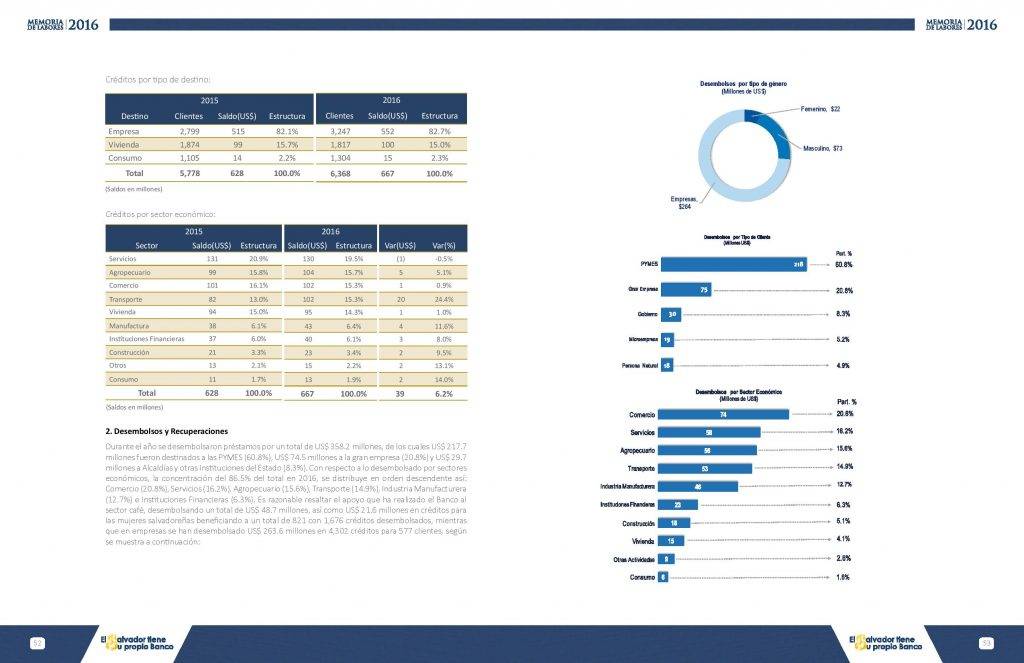 MEMORIA
DE LABORES 2016
MEMORIA
DE LABORES 2016
Créditos por tipo de destino:
2015 2016
Destino Clientes Saldo(US$) Estructura Clientes Saldo(US$) Estructura
Empresa 2,799 515 82.1% 3,247 552 82.7%
Vivienda 1,874 99 15.7% 1,817 100 15.0%
Consumo 1,105 14 2.2% 1,304 15 2.3%
Total 5,778 628 100.0% 6,368 667 100.0%
(Saldos en millones)
Créditos por sector económico:
2015 2016
Sector Saldo(US$) Estructura Saldo(US$) Estructura Var(US$) Var(%)
Servicios 131 20.9% 130 19.5% (1) -0.5%
Agropecuario 99 15.8% 104 15.7% 5 5.1%
Comercio 101 16.1% 102 15.3% 1 0.9%
Transporte 82 13.0% 102 15.3% 20 24.4%
Vivienda 94 15.0% 95 14.3% 1 1.0%
Manufactura 38 6.1% 43 6.4% 4 11.6%
Instituciones Financieras 37 6.0% 40 6.1% 3 8.0%
Construcción 21 3.3% 23 3.4% 2 9.5%
Otros 13 2.1% 15 2.2% 2 13.1%
Consumo 11 1.7% 13 1.9% 2 14.0%
Total 628 100.0% 667 100.0% 39 6.2%
(Saldos en millones)
2. Desembolsos y Recuperaciones
Durante el año se desembolsaron préstamos por un total de US$ 358.2 millones, de los cuales US$ 217.7
millones fueron destinados a las PYMES (60.8%), US$ 74.5 millones a la gran empresa (20.8%) y US$ 29.7
millones a Alcaldías y otras instituciones del Estado (8.3%). Con respecto a lo desembolsado por sectores
económicos, la concentración del 86.5% del total en 2016, se distribuye en orden descendente así:
Comercio (20.8%), Servicios (16.2%), Agropecuario (15.6%), Transporte (14.9%), Industria Manufacturera
(12.7%) e Instituciones Financieras (6.3%). Es razonable resaltar el apoyo que ha realizado el Banco al
sector café, desembolsando un total de US$ 48.7 millones, así como US$ 21.6 millones en créditos para
las mujeres salvadoreñas beneficiando a un total de 821 con 1,676 créditos desembolsados, mientras
que en empresas se han desembolsado US$ 263.6 millones en 4,302 créditos para 577 clientes, según
se muestra a continuación:
Desembolsos por tipo de género
(Millones de US$)
Femenino, $22
Masculino, $73
Empresas,
$264
Desembolsos por Tipo de Cliente
(Millones US$)
Part. %
PYMES 218 60.8%
Gran Empresa 75 20.8%
Gobierno 30 8.3%
Microempresa 19 5.2%
Persona Natural 18 4.9%
Desembolsos por Sector Económico
(Millones de US$)
Part. %
Comercio 74 20.6%
Servicios 58 16.2%
Agropecuario 56 15.6%
Transporte 53 14.9%
Industria Manufacturera 46 12.7%
Instituciones Financieras 23 6.3%
Construcción 18 5.1%
Vivienda 15 4.1%
Otras Actividades 9 2.6%
Consumo 6 1.6%
52
El Salvador tiene
Su propio Banco
El Salvador tiene
Su propio Banco
53